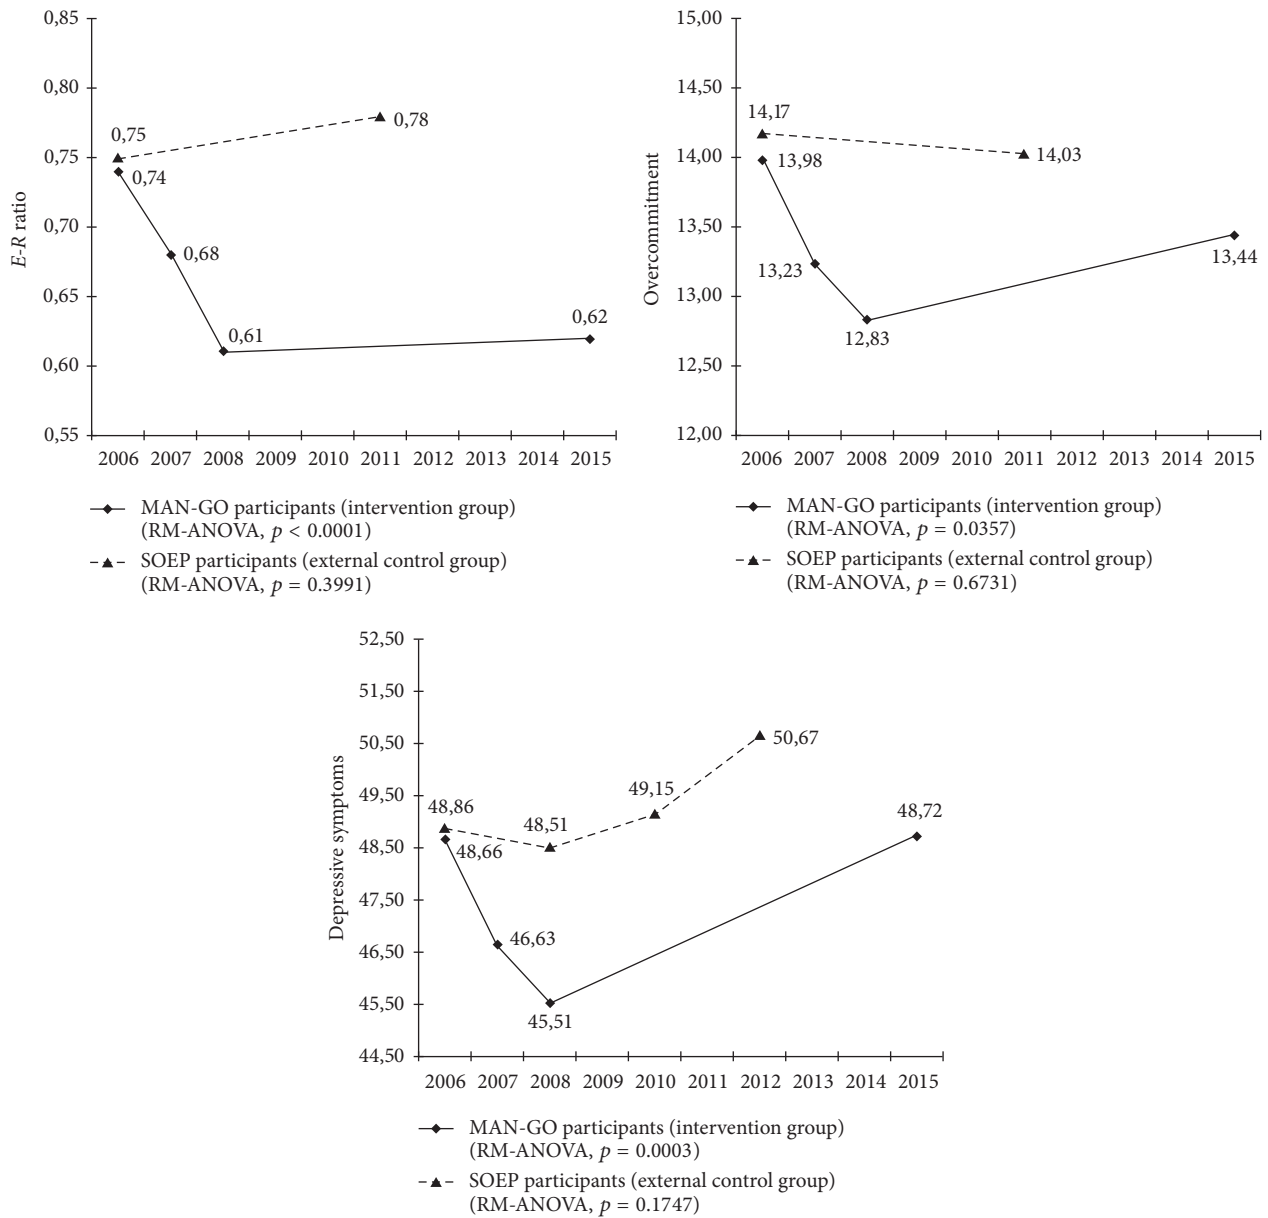 0,85
0,80
0,75
0,70
0,65
0,60
0,55
E-R ratio
0,75
0,74
0,68
0,61
0,78
0,62
2006 2007 2008 2009 2010 2011 2012 2013 2014 2015
MAN-GO participants (intervention group)
(RM-ANOVA, p < 0.0001)
SOEP participants (external control group)
(RM-ANOVA, p = 0.3991)
15,00
14,50
14,00
13,50
13,00
12,50
12,00
Overcommitment
14,17
13,98
13,23
12,83
14,03
13,44
2006 2007 2008 2009 2010 2011 2012 2013 2014 2015
MAN-GO participants (intervention group)
(RM-ANOVA, p = 0.0357)
SOEP participants (external control group)
(RM-ANOVA, p = 0.6731)
52,50
51,50
50,50
49,50
48,50
47,50
46,50
45,50
44,50
Depressive symptoms
48,86
48,66
46,63
48,51
45,51
49,15
50,67
48,72
2006 2007 2008 2009 2010 2011 2012 2013 2014 2015
MAN-GO participants (intervention group)
(RM-ANOVA, p = 0.0003)
SOEP participants (external control group)
(RM-ANOVA, p = 0.1747)